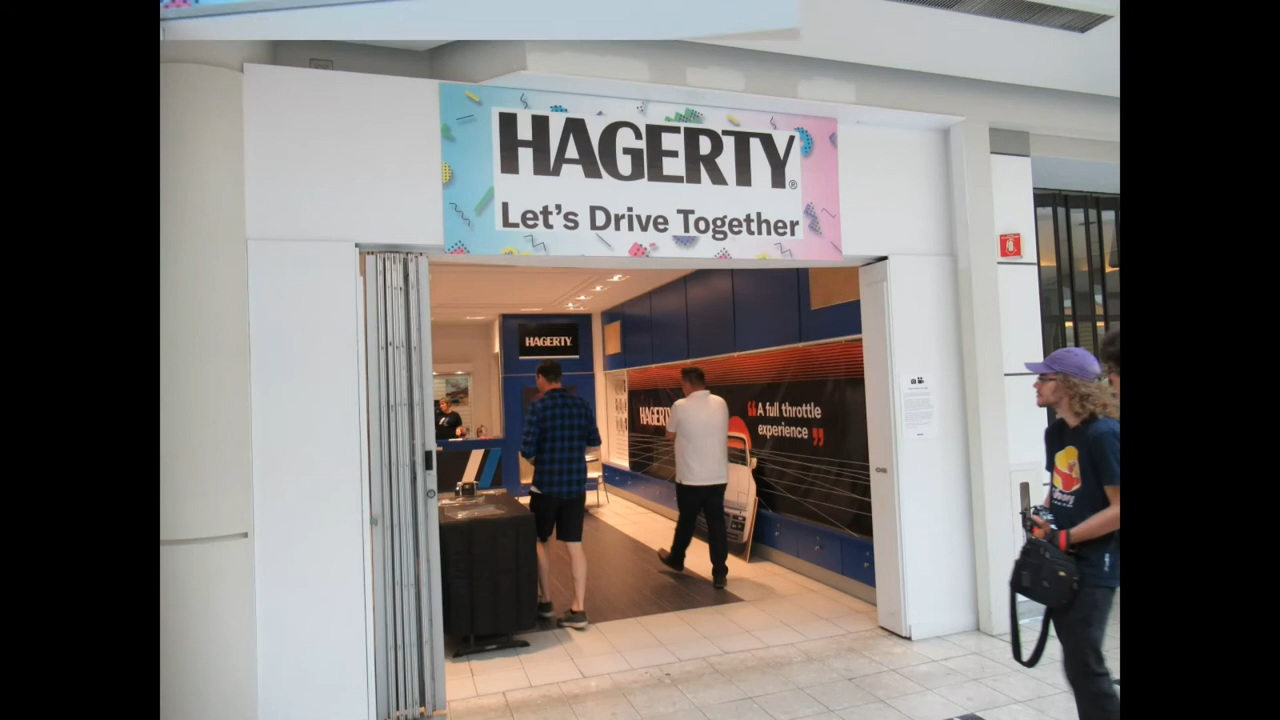 HAGERTY®
Let's Drive Together
HAGERTY
HAGERTY
“A full throttle
experience”